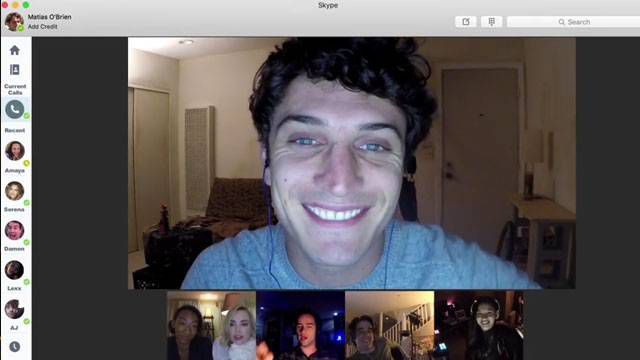 Skype
Matias O'Brien
Add Credit
Search
Current
Calls
Recent
Amaya
Serena
Damon
Lexx
AJ